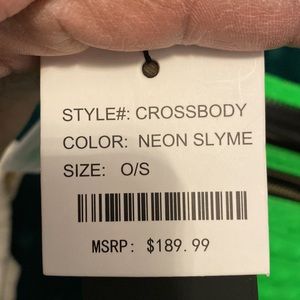 STYLE#: CROSSBODY
COLOR: NEON SLYME
SIZE: O/S
MSRP: $189.99